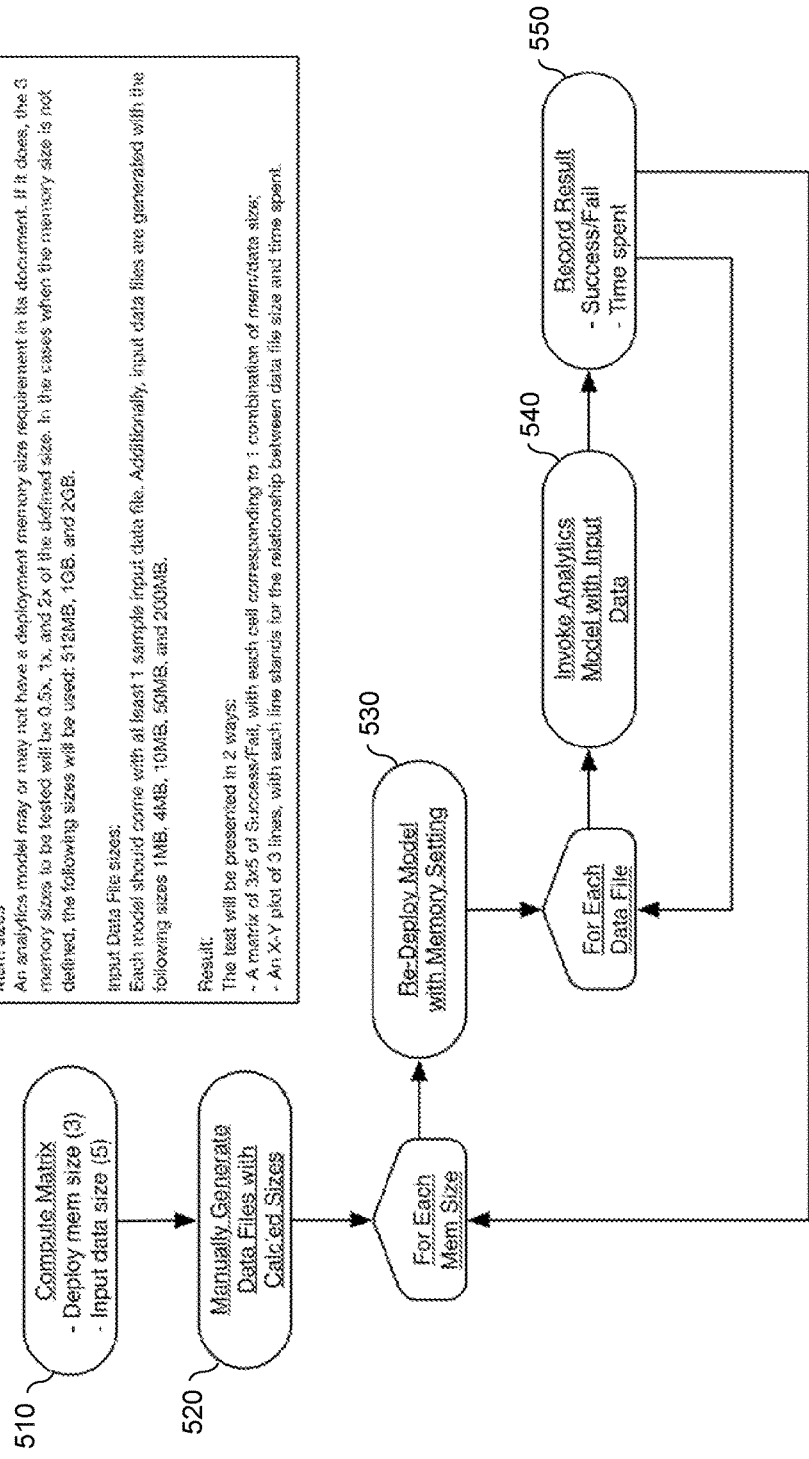 An analytics model may or may not have a deployment memory size requirement in its document. If it does, the 3
memory sizes to be tested will be 0.5x, 1x, and 2x of the defined size. In the cases when the memory size is not
defined, the following sizes will be used: 512MB, 1GB, and 2GB.
Input Data File sizes:
Each model should come with at least 1 sample input data file. Additionally, input data files are generated with the
following sizes 1MB, 4MB, 10MB, 50MB, and 200MB.
Result:
The test will be presented in 2 ways:
- A matrix of 3x5 of Success/Fail, with each cell corresponding to 1 combination of mem/date size;
- An X-Y plot of 3 lines, with each line stands for the relationship between data file size and time spent.
510
Compute Matrix
- Deploy mem size (3)
- Input data size (5)
520
Manually Generate
Data Files with
Calc'ed Sizes
For Each
Mem Size
530
Re-Deploy Model
with Memory Setting
For Each
Data File
540
Invoke Analytics
Model with Input
Data
550
Record Result
- Success/Fail
- Time spent